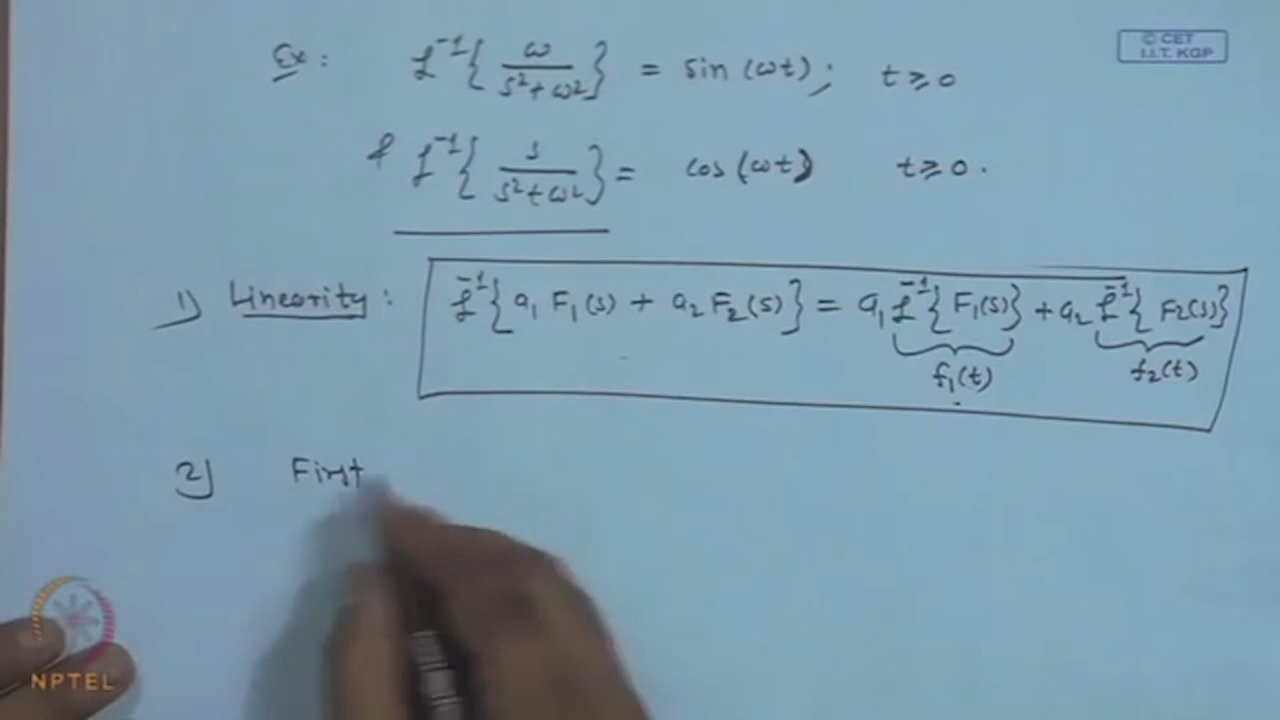 © CET
I.I.T. KGP
Ex: ℒ⁻¹{ω/(s²+ω²)} = sin(ωt); t ≥ 0
& ℒ⁻¹{s/(s²+ω²)} = cos(ωt) t ≥ 0.
1) Linearity: ℒ⁻¹{a₁ F₁(s) + a₂ F₂(s)} = a₁ ℒ⁻¹{F₁(s)} + a₂ ℒ⁻¹{F₂(s)}
f₁(t) f₂(t)
2) First
NPTEL